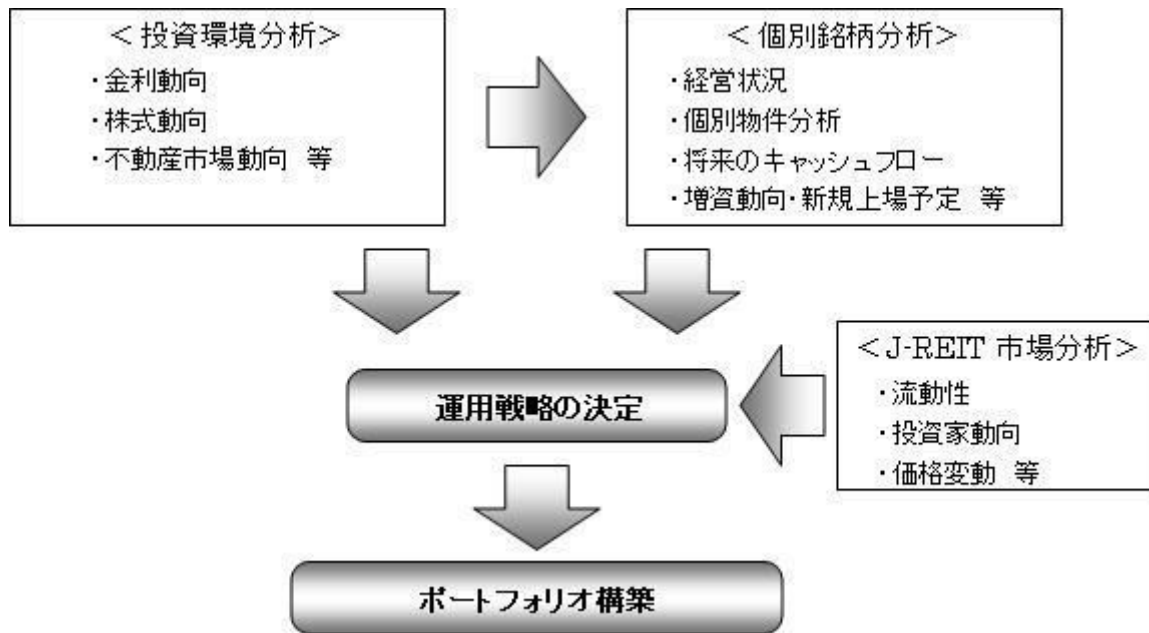 ＜投資環境分析＞
・金利動向
・株式動向
・不動産市場動向　等
＜個別銘柄分析＞
・経営状況
・個別物件分析
・将来のキャッシュフロー
・増資動向・新規上場予定　等
＜J-REIT 市場分析＞
・流動性
・投資家動向
・価格変動　等
運用戦略の決定
ポートフォリオ構築